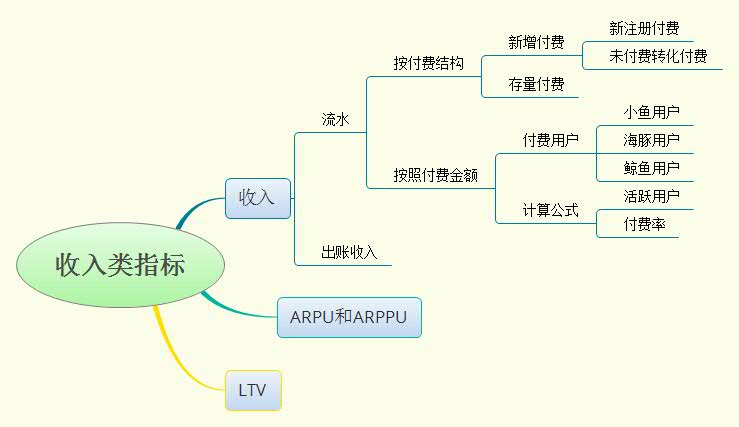 收入类指标
收入
流水
按付费结构
新增付费
新注册付费
未付费转化付费
存量付费
按照付费金额
付费用户
小鱼用户
海豚用户
鲸鱼用户
计算公式
活跃用户
付费率
出账收入
ARPU和ARPPU
LTV